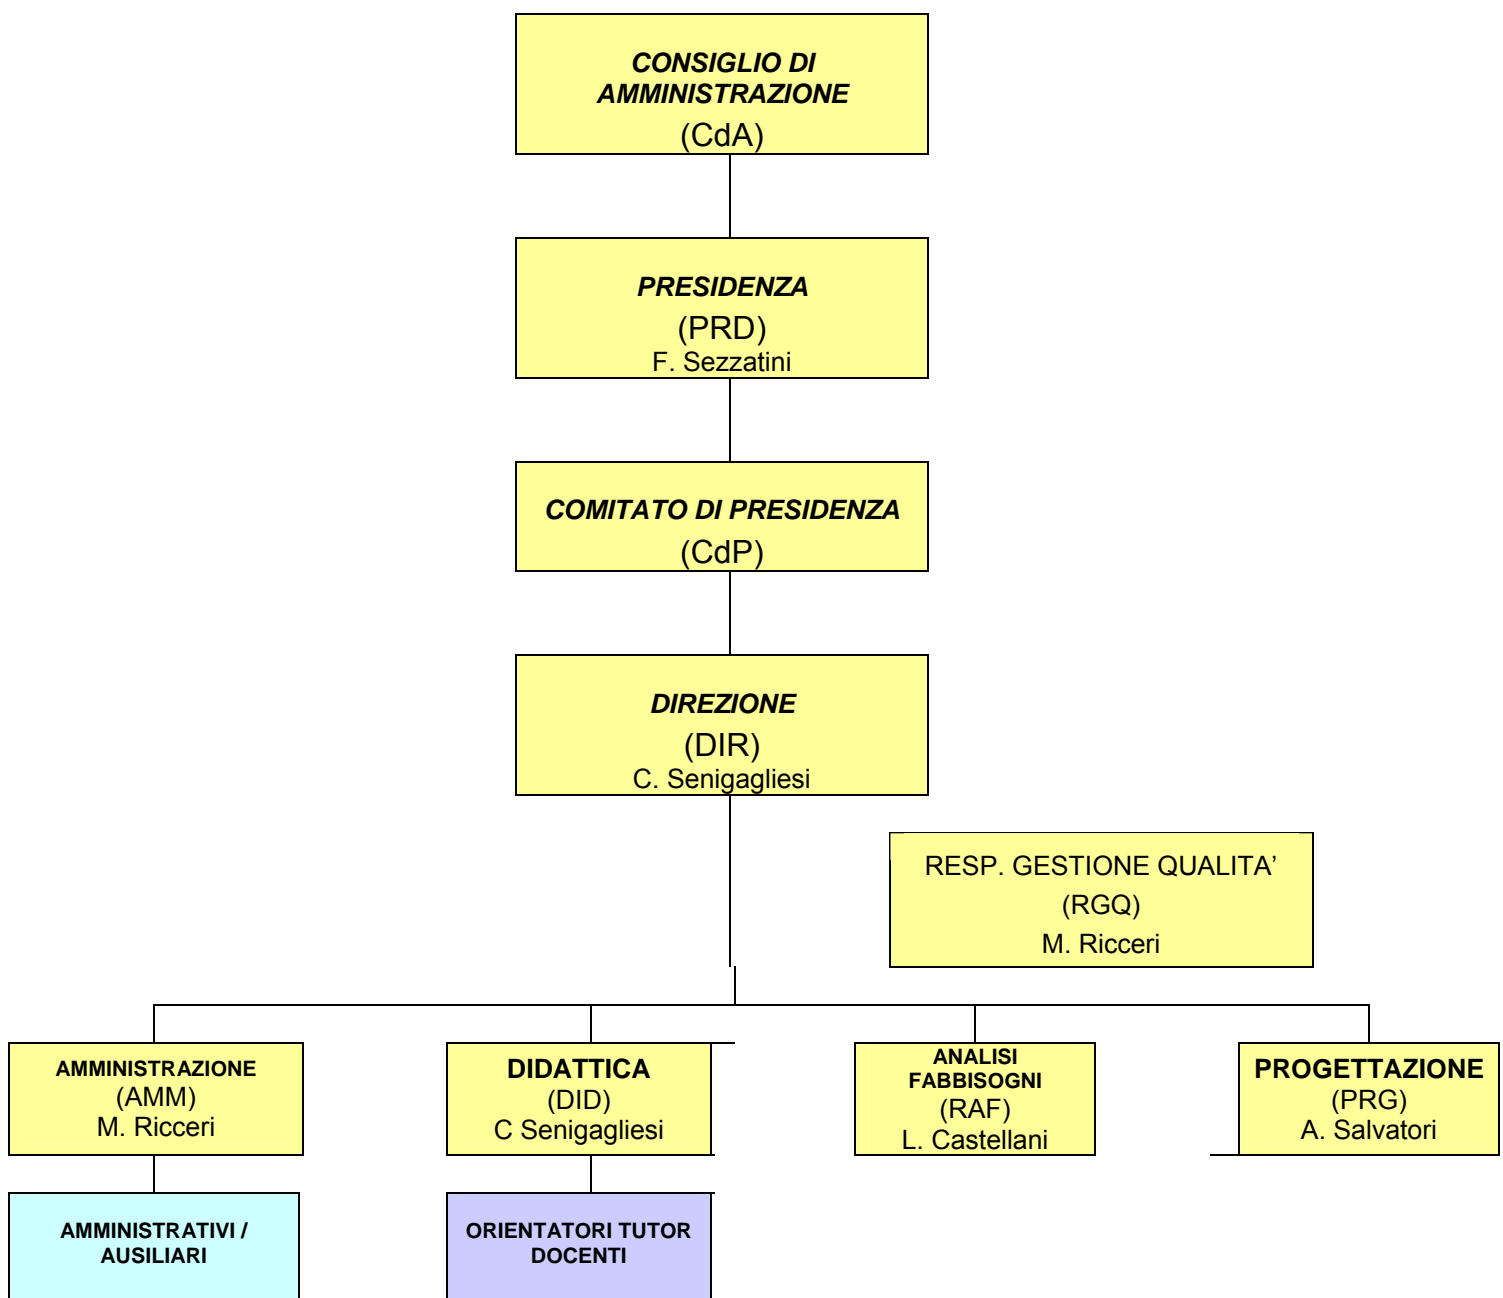 CONSIGLIO DI
AMMINISTRAZIONE
(CdA)
PRESIDENZA
(PRD)
F. Sezzatini
COMITATO DI PRESIDENZA
(CdP)
DIREZIONE
(DIR)
C. Senigagliesi
RESP. GESTIONE QUALITA’
(RGQ)
M. Ricceri
AMMINISTRAZIONE
(AMM)
M. Ricceri
DIDATTICA
(DID)
C Senigagliesi
ANALISI
FABBISOGNI
(RAF)
L. Castellani
PROGETTAZIONE
(PRG)
A. Salvatori
AMMINISTRATIVI /
AUSILIARI
ORIENTATORI TUTOR
DOCENTI